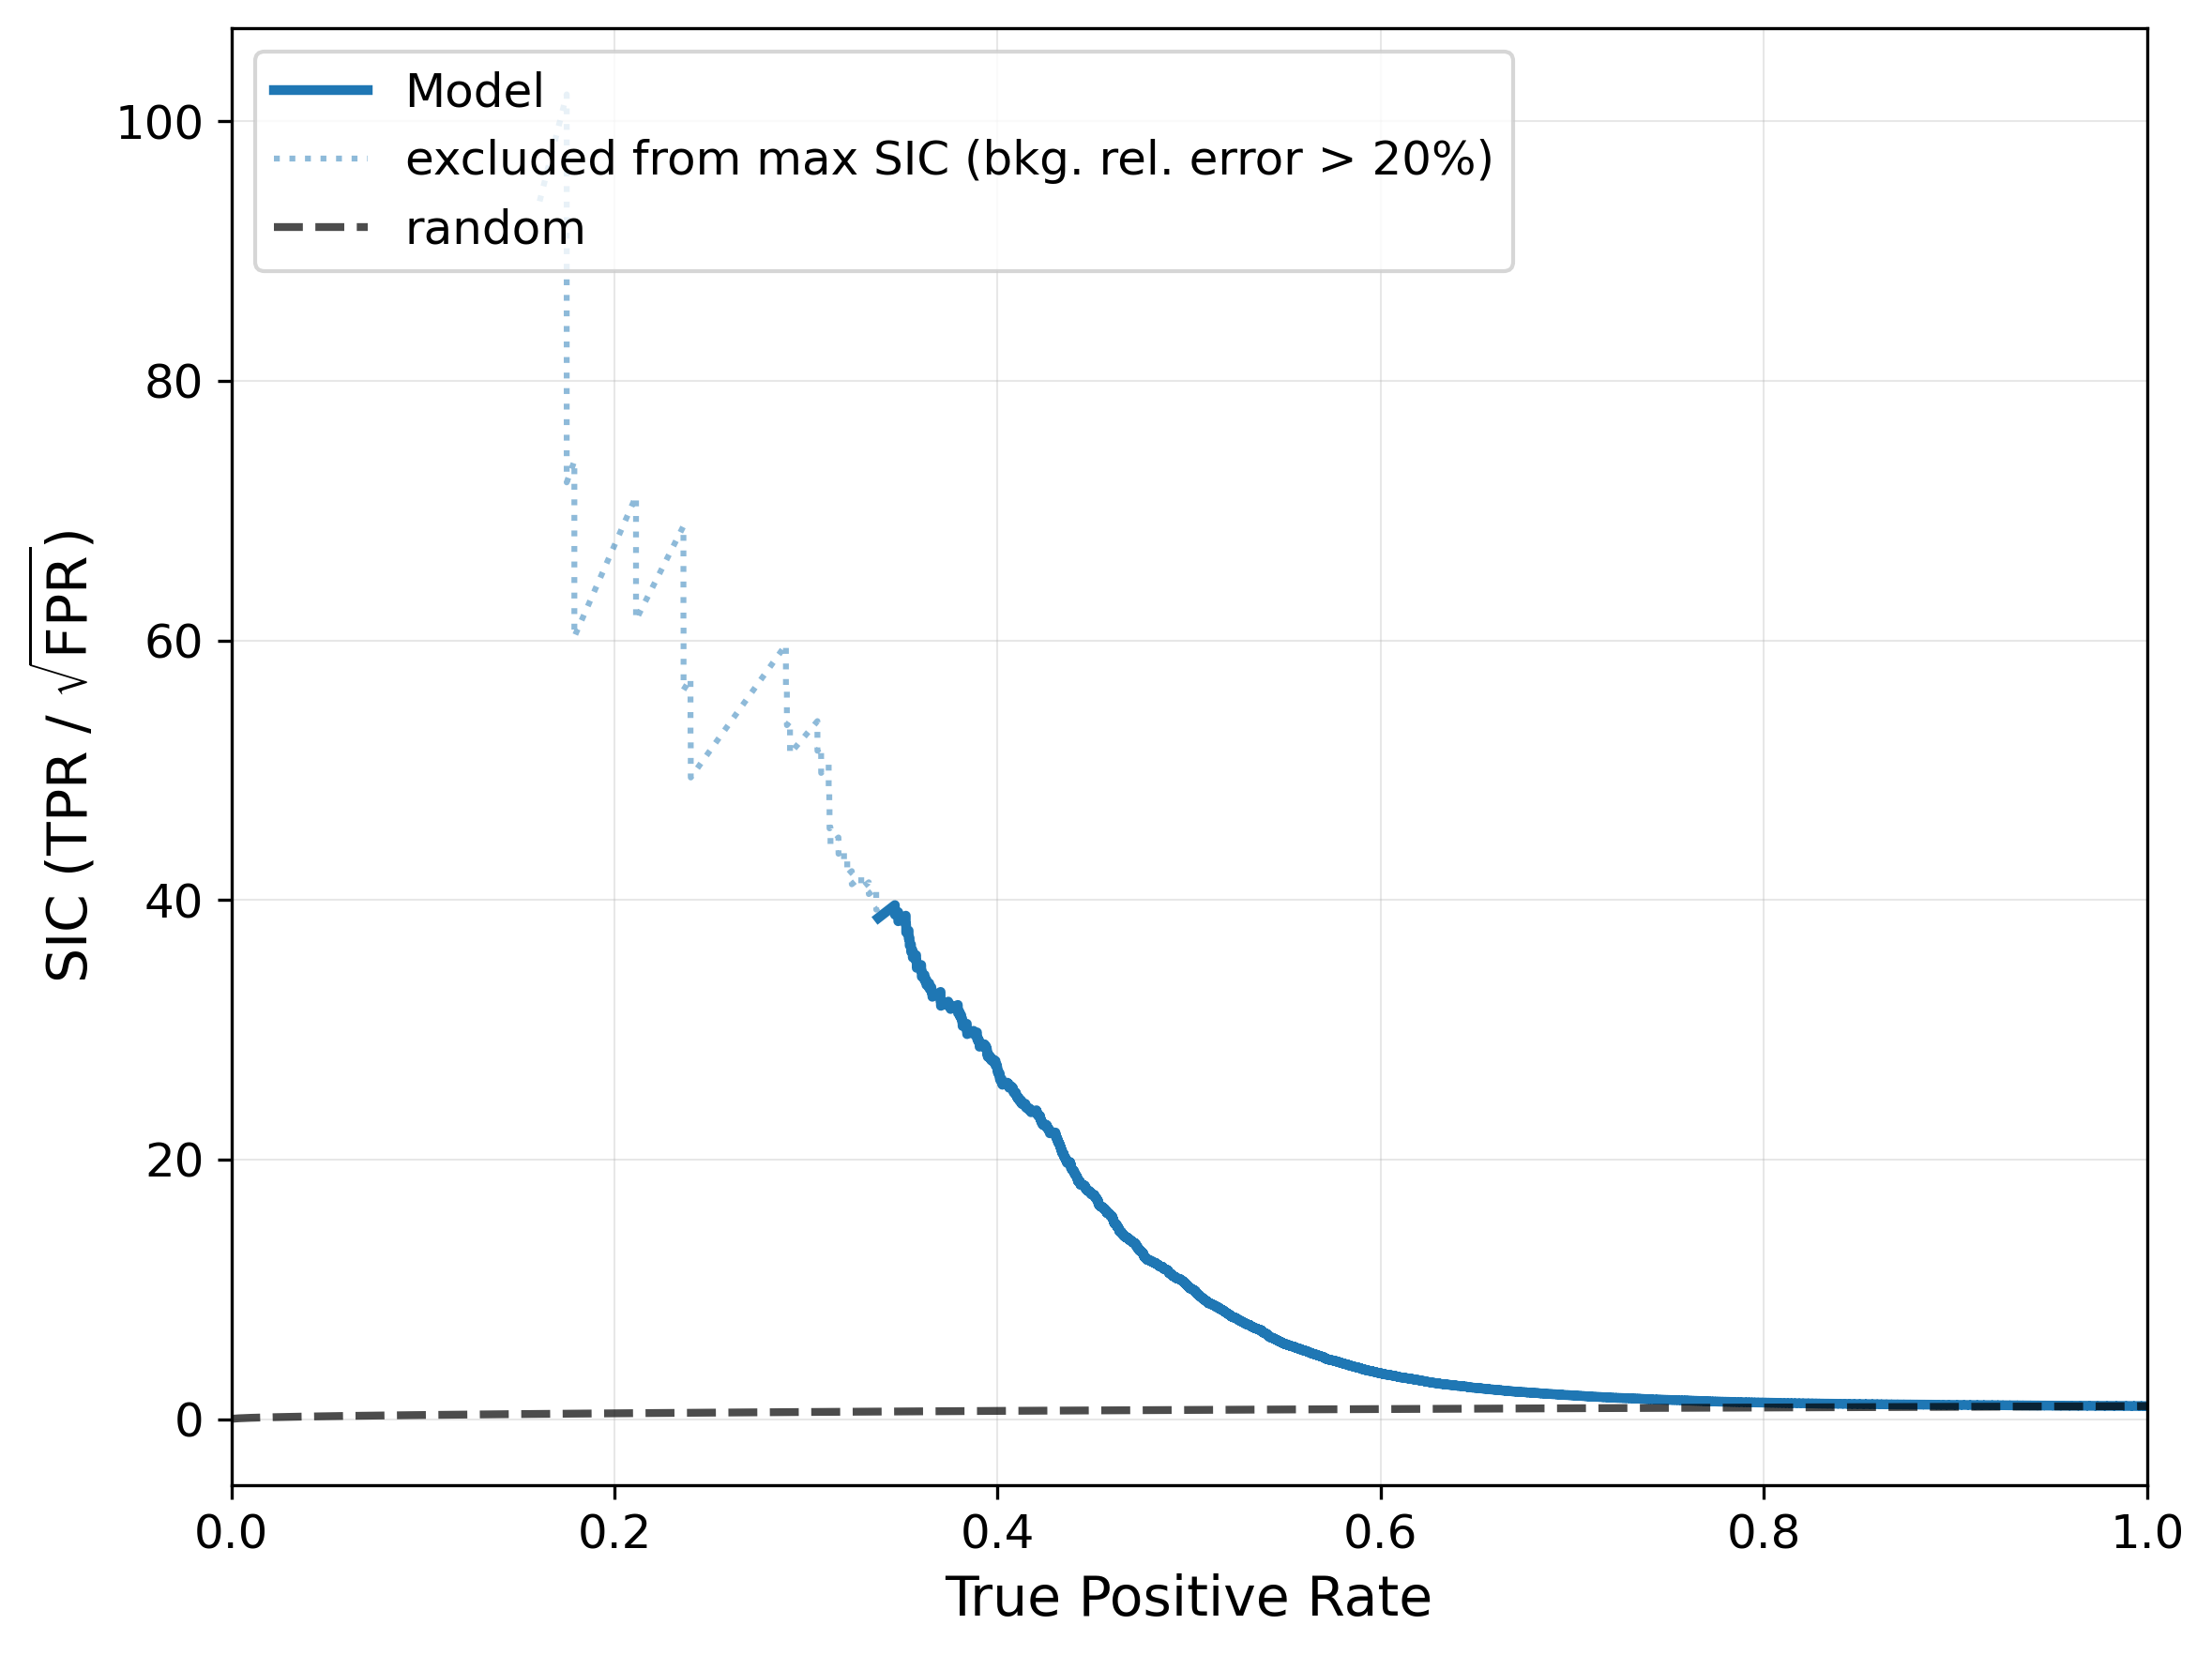 Model
excluded from max SIC (bkg. rel. error > 20%)
random
100
80
60
40
20
0
SIC (TPR / √FPR)
0.0 0.2 0.4 0.6 0.8 1.0
True Positive Rate